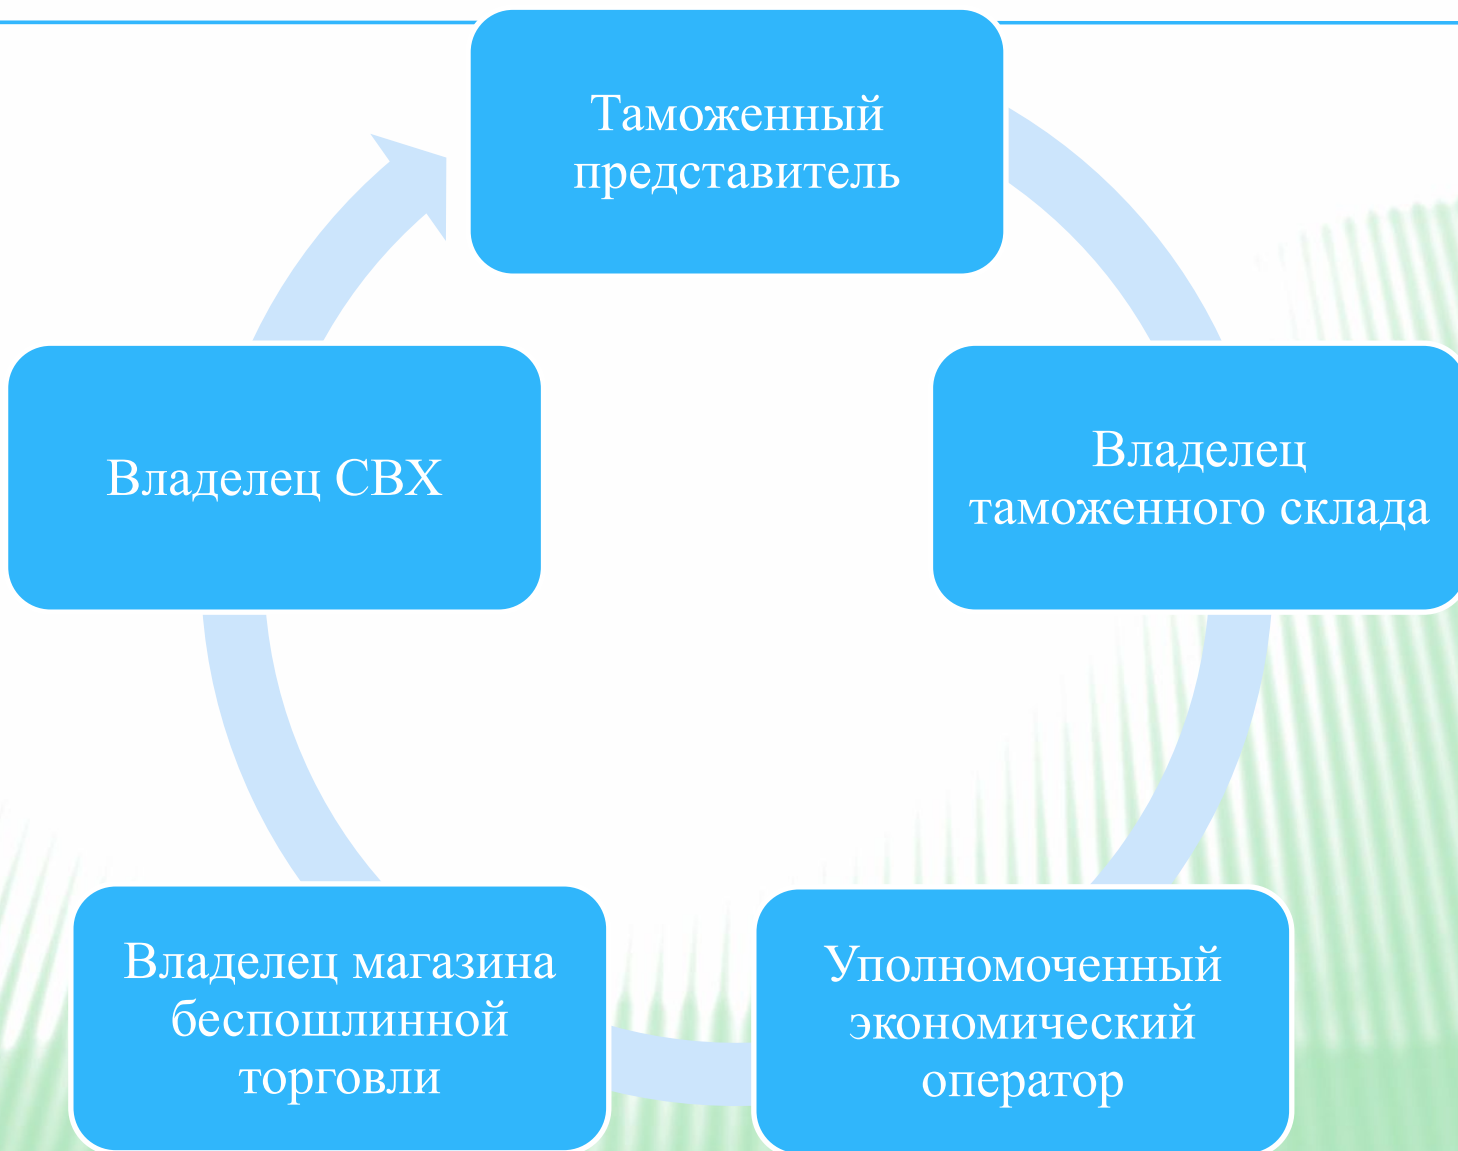 Таможенный
представитель
Владелец
таможенного склада
Уполномоченный
экономический
оператор
Владелец магазина
беспошлинной
торговли
Владелец СВХ